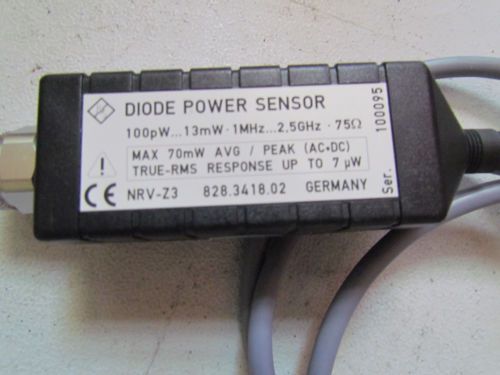 DIODE POWER SENSOR
100pW...13mW · 1MHz...2.5GHz · 75Ω
MAX 70mW AVG / PEAK (AC+DC)
TRUE-RMS RESPONSE UP TO 7 µW
CE NRV-Z3 828.3418.02 GERMANY
Ser. 100095